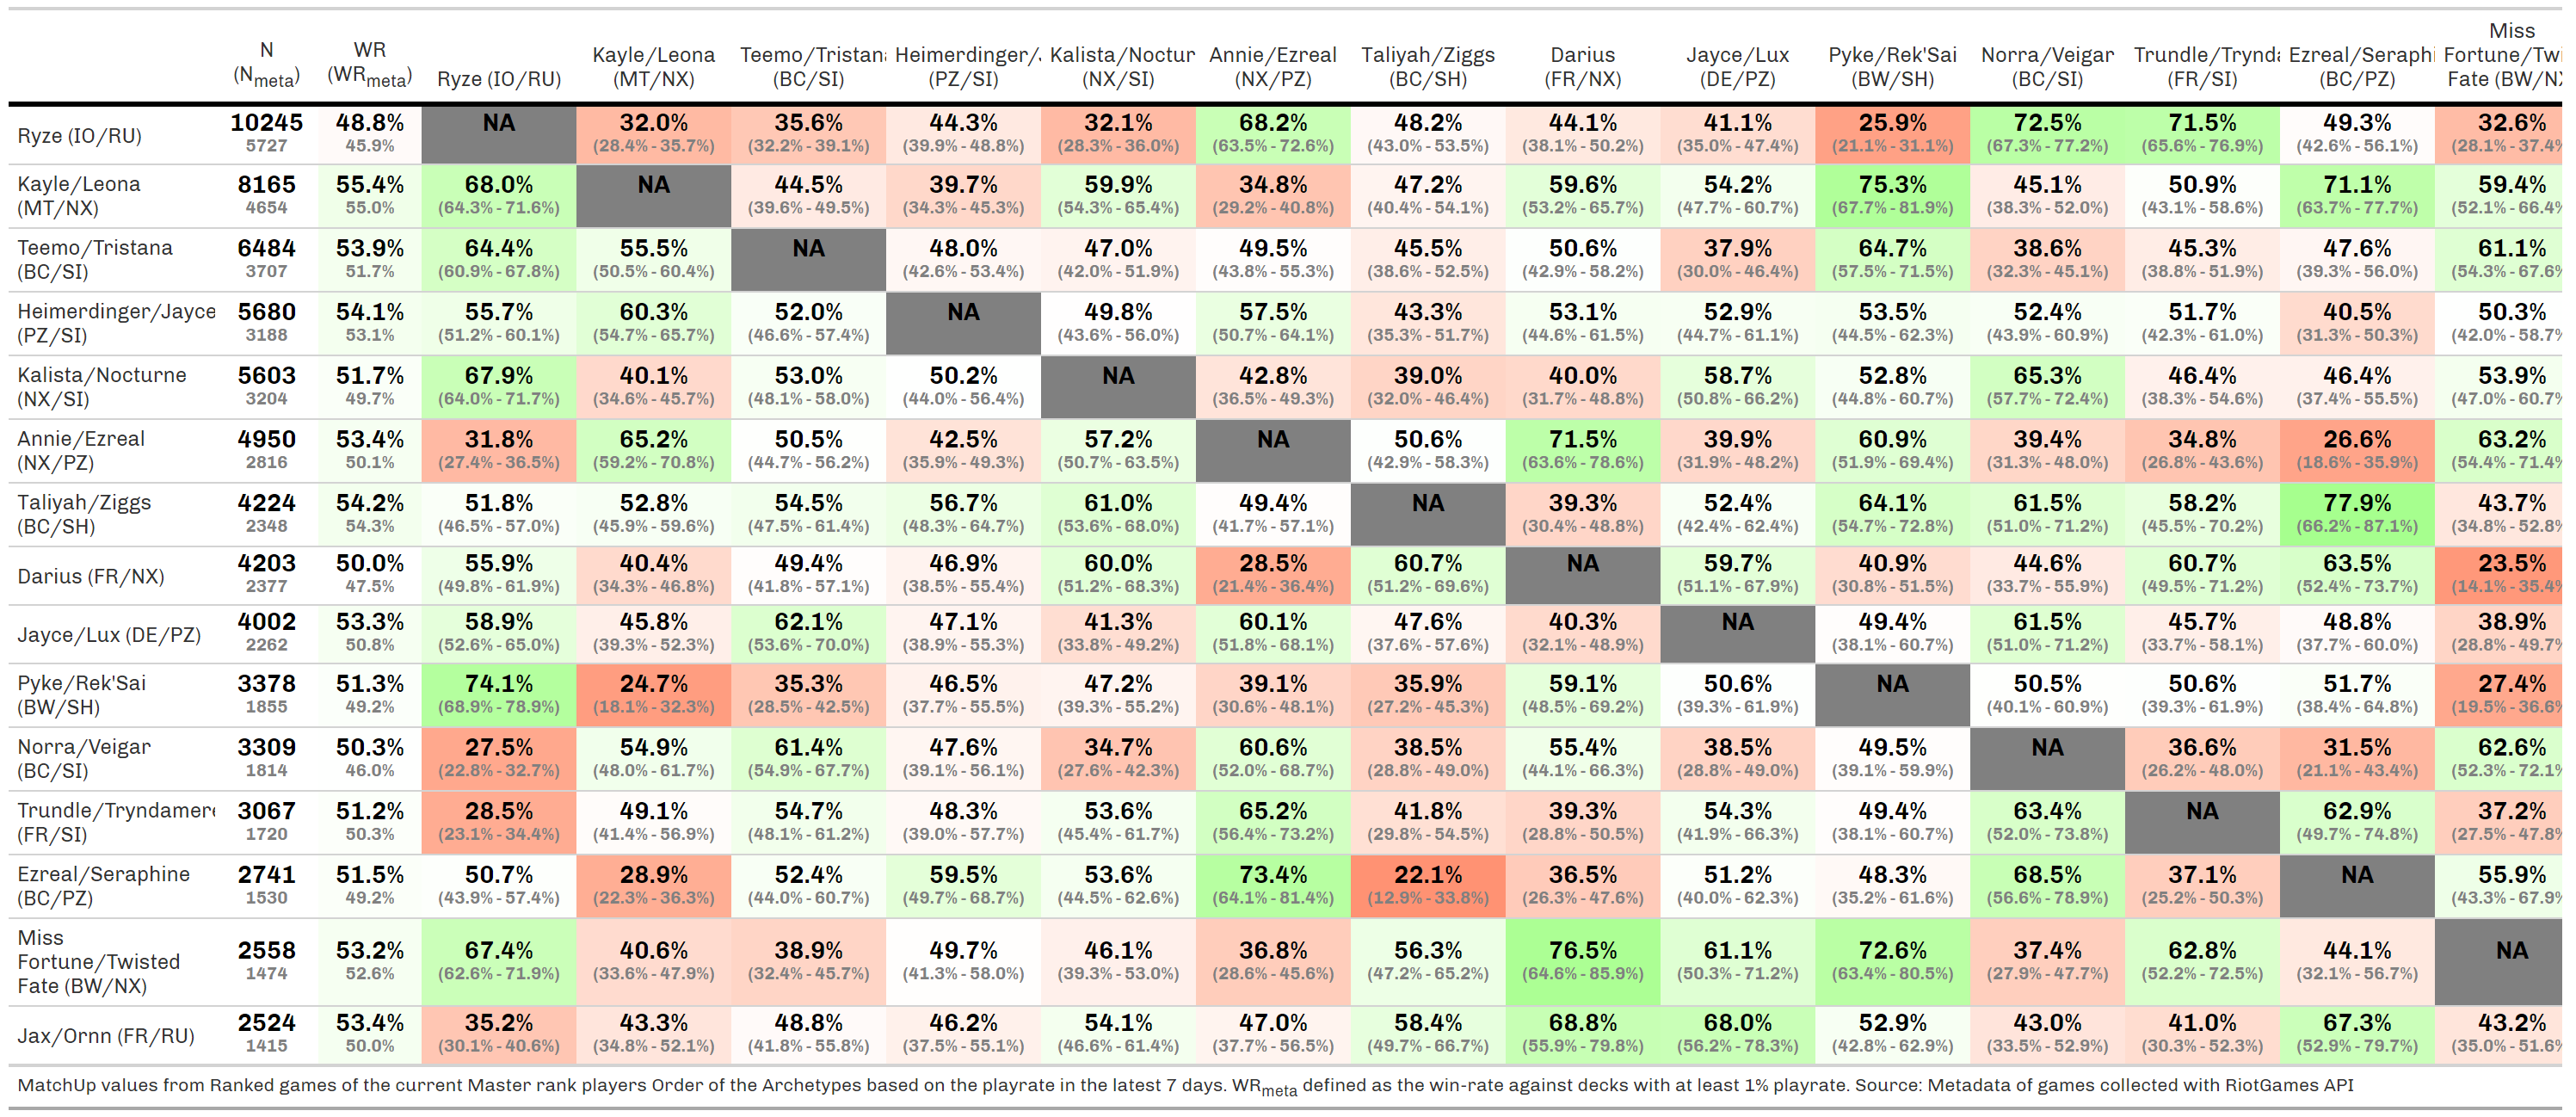 N (Nmeta) WR (WRmeta) Ryze (IO/RU) Kayle/Leona (MT/NX) Teemo/Tristana (BC/SI) Heimerdinger/J (PZ/SI) Kalista/Noctur (NX/SI) Annie/Ezreal (NX/PZ) Taliyah/Ziggs (BC/SH) Darius (FR/NX) Jayce/Lux (DE/PZ) Pyke/Rek'Sai (BW/SH) Norra/Veigar (BC/SI) Trundle/Trynda (FR/SI) Ezreal/Seraphi (BC/PZ) Miss Fortune/Twi Fate (BW/NX
Ryze (IO/RU) 10245 48.8% NA 32.0% 35.6% 44.3% 32.1% 68.2% 48.2% 44.1% 41.1% 25.9% 72.5% 71.5% 49.3% 32.6%
5727 45.9% (28.4% - 35.7%) (32.2% - 39.1%) (39.9% - 48.8%) (28.3% - 36.0%) (63.5% - 72.6%) (43.0% - 53.5%) (38.1% - 50.2%) (35.0% - 47.4%) (21.1% - 31.1%) (67.3% - 77.2%) (65.6% - 76.9%) (42.6% - 56.1%) (28.1% - 37.4%
Kayle/Leona 8165 55.4% 68.0% NA 44.5% 39.7% 59.9% 34.8% 47.2% 59.6% 54.2% 75.3% 45.1% 50.9% 71.1% 59.4%
(MT/NX) 4654 55.0% (64.3% - 71.6%) (39.6% - 49.5%) (34.3% - 45.3%) (54.3% - 65.4%) (29.2% - 40.8%) (40.4% - 54.1%) (53.2% - 65.7%) (47.7% - 60.7%) (67.7% - 81.9%) (38.3% - 52.0%) (43.1% - 58.6%) (63.7% - 77.7%) (52.1% - 66.4%
Teemo/Tristana 6484 53.9% 64.4% 55.5% NA 48.0% 47.0% 49.5% 45.5% 50.6% 37.9% 64.7% 38.6% 45.3% 47.6% 61.1%
(BC/SI) 3707 51.7% (60.9% - 67.8%) (50.5% - 60.4%) (42.6% - 53.4%) (42.0% - 51.9%) (43.8% - 55.3%) (38.6% - 52.5%) (42.9% - 58.2%) (30.0% - 46.4%) (57.5% - 71.5%) (32.3% - 45.1%) (38.8% - 51.9%) (39.3% - 56.0%) (54.3% - 67.6%
Heimerdinger/Jayce 5680 54.1% 55.7% 60.3% 52.0% NA 49.8% 57.5% 43.3% 53.1% 52.9% 53.5% 52.4% 51.7% 40.5% 50.3%
(PZ/SI) 3188 53.1% (51.2% - 60.1%) (54.7% - 65.7%) (46.6% - 57.4%) (43.6% - 56.0%) (50.7% - 64.1%) (35.3% - 51.7%) (44.6% - 61.5%) (44.7% - 61.1%) (44.5% - 62.3%) (43.9% - 60.9%) (42.3% - 61.0%) (31.3% - 50.3%) (42.0% - 58.7%
Kalista/Nocturne 5603 51.7% 67.9% 40.1% 53.0% 50.2% NA 42.8% 39.0% 40.0% 58.7% 52.8% 65.3% 46.4% 46.4% 53.9%
(NX/SI) 3204 49.7% (64.0% - 71.7%) (34.6% - 45.7%) (48.1% - 58.0%) (44.0% - 56.4%) (36.5% - 49.3%) (32.0% - 46.4%) (31.7% - 48.8%) (50.8% - 66.2%) (44.8% - 60.7%) (57.7% - 72.4%) (38.3% - 54.6%) (37.4% - 55.5%) (47.0% - 60.7%
Annie/Ezreal 4950 53.4% 31.8% 65.2% 50.5% 42.5% 57.2% NA 50.6% 71.5% 39.9% 60.9% 39.4% 34.8% 26.6% 63.2%
(NX/PZ) 2816 50.1% (27.4% - 36.5%) (59.2% - 70.8%) (44.7% - 56.2%) (35.9% - 49.3%) (50.7% - 63.5%) (42.9% - 58.3%) (63.6% - 78.6%) (31.9% - 48.2%) (51.9% - 69.4%) (31.3% - 48.0%) (26.8% - 43.6%) (18.6% - 35.9%) (54.4% - 71.4%
Taliyah/Ziggs 4224 54.2% 51.8% 52.8% 54.5% 56.7% 61.0% 49.4% NA 39.3% 52.4% 64.1% 61.5% 58.2% 77.9% 43.7%
(BC/SH) 2348 54.3% (46.5% - 57.0%) (45.9% - 59.6%) (47.5% - 61.4%) (48.3% - 64.7%) (53.6% - 68.0%) (41.7% - 57.1%) (30.4% - 48.8%) (42.4% - 62.4%) (54.7% - 72.8%) (51.0% - 71.2%) (45.5% - 70.2%) (66.2% - 87.1%) (34.8% - 52.8%
Darius (FR/NX) 4203 50.0% 55.9% 40.4% 49.4% 46.9% 60.0% 28.5% 60.7% NA 59.7% 40.9% 44.6% 60.7% 63.5% 23.5%
2377 47.5% (49.8% - 61.9%) (34.3% - 46.8%) (41.8% - 57.1%) (38.5% - 55.4%) (51.2% - 68.3%) (21.4% - 36.4%) (51.2% - 69.6%) (51.1% - 67.9%) (30.8% - 51.5%) (33.7% - 55.9%) (49.5% - 71.2%) (52.4% - 73.7%) (14.1% - 35.4%
Jayce/Lux (DE/PZ) 4002 53.3% 58.9% 45.8% 62.1% 47.1% 41.3% 60.1% 47.6% 40.3% NA 49.4% 61.5% 45.7% 48.8% 38.9%
2262 50.8% (52.6% - 65.0%) (39.3% - 52.3%) (53.6% - 70.0%) (38.9% - 55.3%) (33.8% - 49.2%) (51.8% - 68.1%) (37.6% - 57.6%) (32.1% - 48.9%) (38.1% - 60.7%) (51.0% - 71.2%) (33.7% - 58.1%) (37.7% - 60.0%) (28.8% - 49.7%
Pyke/Rek'Sai 3378 51.3% 74.1% 24.7% 35.3% 46.5% 47.2% 39.1% 35.9% 59.1% 50.6% NA 50.5% 50.6% 51.7% 27.4%
(BW/SH) 1855 49.2% (68.9% - 78.9%) (18.1% - 32.3%) (28.5% - 42.5%) (37.7% - 55.5%) (39.3% - 55.2%) (30.6% - 48.1%) (27.2% - 45.3%) (48.5% - 69.2%) (39.3% - 61.9%) (40.1% - 60.9%) (39.3% - 61.9%) (38.4% - 64.8%) (19.5% - 36.6%
Norra/Veigar 3309 50.3% 27.5% 54.9% 61.4% 47.6% 34.7% 60.6% 38.5% 55.4% 38.5% 49.5% NA 36.6% 31.5% 62.6%
(BC/SI) 1814 46.0% (22.8% - 32.7%) (48.0% - 61.7%) (54.9% - 67.7%) (39.1% - 56.1%) (27.6% - 42.3%) (52.0% - 68.7%) (28.8% - 49.0%) (44.1% - 66.3%) (28.8% - 49.0%) (39.1% - 59.9%) (26.2% - 48.0%) (21.1% - 43.4%) (52.3% - 72.1%
Trundle/Tryndamere 3067 51.2% 28.5% 49.1% 54.7% 48.3% 53.6% 65.2% 41.8% 39.3% 54.3% 49.4% 63.4% NA 62.9% 37.2%
(FR/SI) 1720 50.3% (23.1% - 34.4%) (41.4% - 56.9%) (48.1% - 61.2%) (39.0% - 57.7%) (45.4% - 61.7%) (56.4% - 73.2%) (29.8% - 54.5%) (28.8% - 50.5%) (41.9% - 66.3%) (38.1% - 60.7%) (52.0% - 73.8%) (49.7% - 74.8%) (27.5% - 47.8%
Ezreal/Seraphine 2741 51.5% 50.7% 28.9% 52.4% 59.5% 53.6% 73.4% 22.1% 36.5% 51.2% 48.3% 68.5% 37.1% NA 55.9%
(BC/PZ) 1530 49.2% (43.9% - 57.4%) (22.3% - 36.3%) (44.0% - 60.7%) (49.7% - 68.7%) (44.5% - 62.6%) (64.1% - 81.4%) (12.9% - 33.8%) (26.3% - 47.6%) (40.0% - 62.3%) (35.2% - 61.6%) (56.6% - 78.9%) (25.2% - 50.3%) (43.3% - 67.9%
Miss
Fortune/Twisted 2558 53.2% 67.4% 40.6% 38.9% 49.7% 46.1% 36.8% 56.3% 76.5% 61.1% 72.6% 37.4% 62.8% 44.1% NA
Fate (BW/NX) 1474 52.6% (62.6% - 71.9%) (33.6% - 47.9%) (32.4% - 45.7%) (41.3% - 58.0%) (39.3% - 53.0%) (28.6% - 45.6%) (47.2% - 65.2%) (64.6% - 85.9%) (50.3% - 71.2%) (63.4% - 80.5%) (27.9% - 47.7%) (52.2% - 72.5%) (32.1% - 56.7%)
Jax/Ornn (FR/RU) 2524 53.4% 35.2% 43.3% 48.8% 46.2% 54.1% 47.0% 58.4% 68.8% 68.0% 52.9% 43.0% 41.0% 67.3% 43.2%
1415 50.0% (30.1% - 40.6%) (34.8% - 52.1%) (41.8% - 55.8%) (37.5% - 55.1%) (46.6% - 61.4%) (37.7% - 56.5%) (49.7% - 66.7%) (55.9% - 79.8%) (56.2% - 78.3%) (42.8% - 62.9%) (33.5% - 52.9%) (30.3% - 52.3%) (52.9% - 79.7%) (35.0% - 51.6%
MatchUp values from Ranked games of the current Master rank players Order of the Archetypes based on the playrate in the latest 7 days. WRmeta defined as the win-rate against decks with at least 1% playrate. Source: Metadata of games collected with RiotGames API